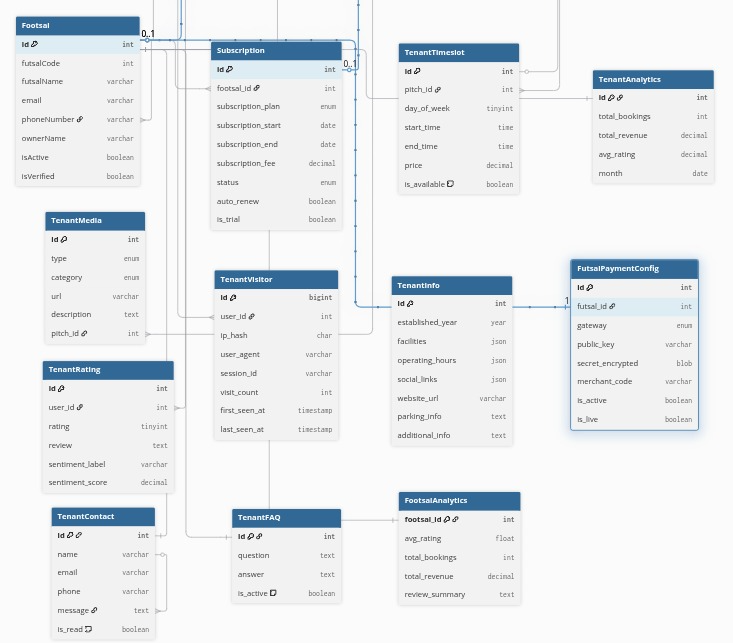 Footsal
id int
futsalCode int
futsalName varchar
email varchar
phoneNumber varchar
ownerName varchar
isActive boolean
isVerified boolean
0..1
Subscription
id int
footsal_id int
subscription_plan enum
subscription_start date
subscription_end date
subscription_fee decimal
status enum
auto_renew boolean
is_trial boolean
0..1
TenantTimeslot
id int
pitch_id int
day_of_week tinyint
start_time time
end_time time
price decimal
is_available boolean
TenantAnalytics
id int
total_bookings int
total_revenue decimal
avg_rating decimal
month date
TenantMedia
id int
type enum
category enum
url varchar
description text
pitch_id int
TenantVisitor
id bigint
user_id int
ip_hash char
user_agent varchar
session_id varchar
visit_count int
first_seen_at timestamp
last_seen_at timestamp
TenantInfo
id int
established_year year
facilities json
operating_hours json
social_links json
website_url varchar
parking_info text
additional_info text
1
FutsalPaymentConfig
id int
futsal_id int
gateway enum
public_key varchar
secret_encrypted blob
merchant_code varchar
is_active boolean
is_live boolean
TenantRating
id int
user_id int
rating tinyint
review text
sentiment_label varchar
sentiment_score decimal
TenantContact
id int
name varchar
email varchar
phone varchar
message text
is_read boolean
TenantFAQ
id int
question text
answer text
is_active boolean
FootsalAnalytics
footsal_id int
avg_rating float
total_bookings int
total_revenue decimal
review_summary text